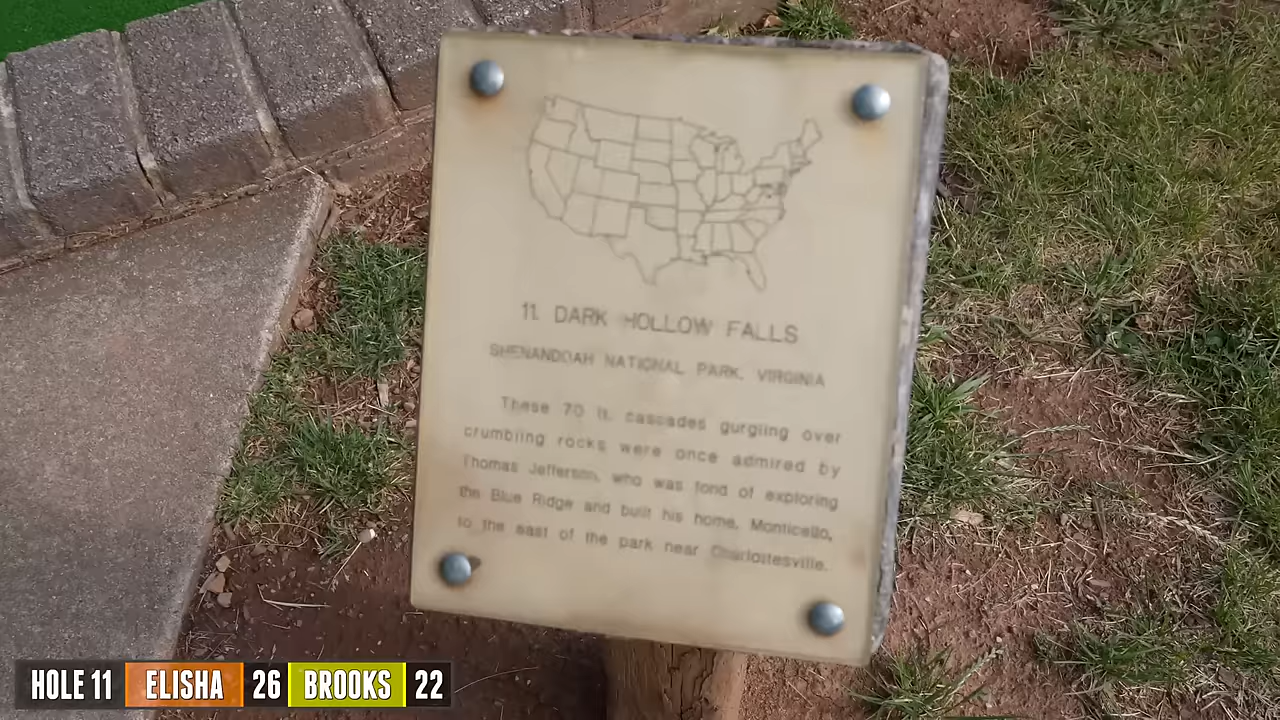 11. DARK HOLLOW FALLS
SHENANDOAH NATIONAL PARK, VIRGINIA
These 70 ft. cascades gurgling over
crumbling rocks were once admired by
Thomas Jefferson, who was fond of exploring
the Blue Ridge and built his home, Monticello,
to the east of the park near Charlottesville.
HOLE 11 ELISHA 26 BROOKS 22